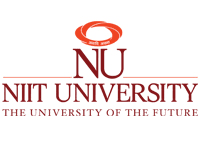 NU
NIIT UNIVERSITY
THE UNIVERSITY OF THE FUTURE